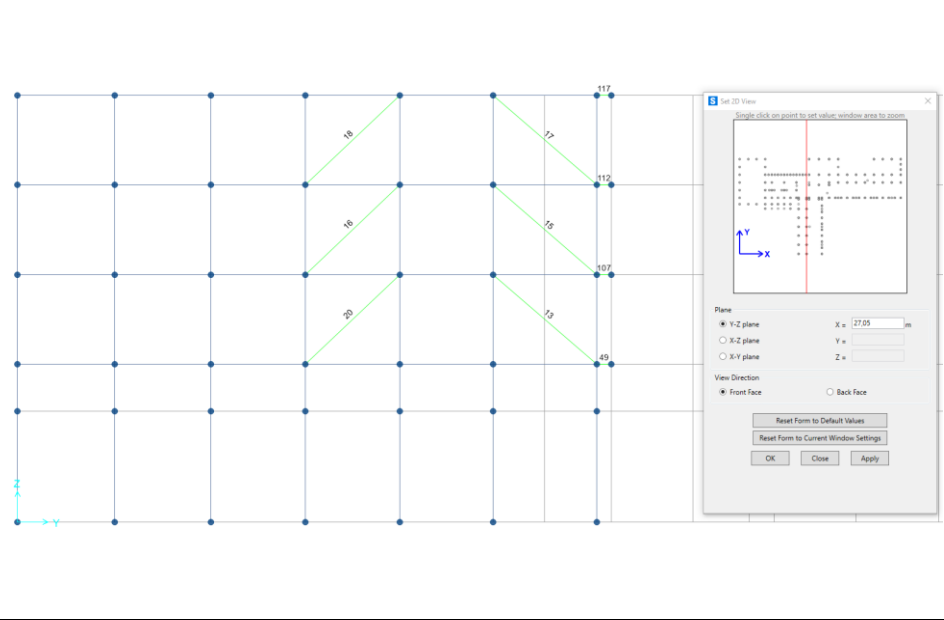 117
S Set 2D View
Single click on point to set value; window area to zoom
18
17
112
Y
16
15
X
107
Plane
20
13
Y-Z plane X = 27,05 m
X-Z plane Y =
49
X-Y plane Z =
View Direction
Front Face Back Face
Reset Form to Default Values
Reset Form to Current Window Settings
OK Close Apply
Z
Y